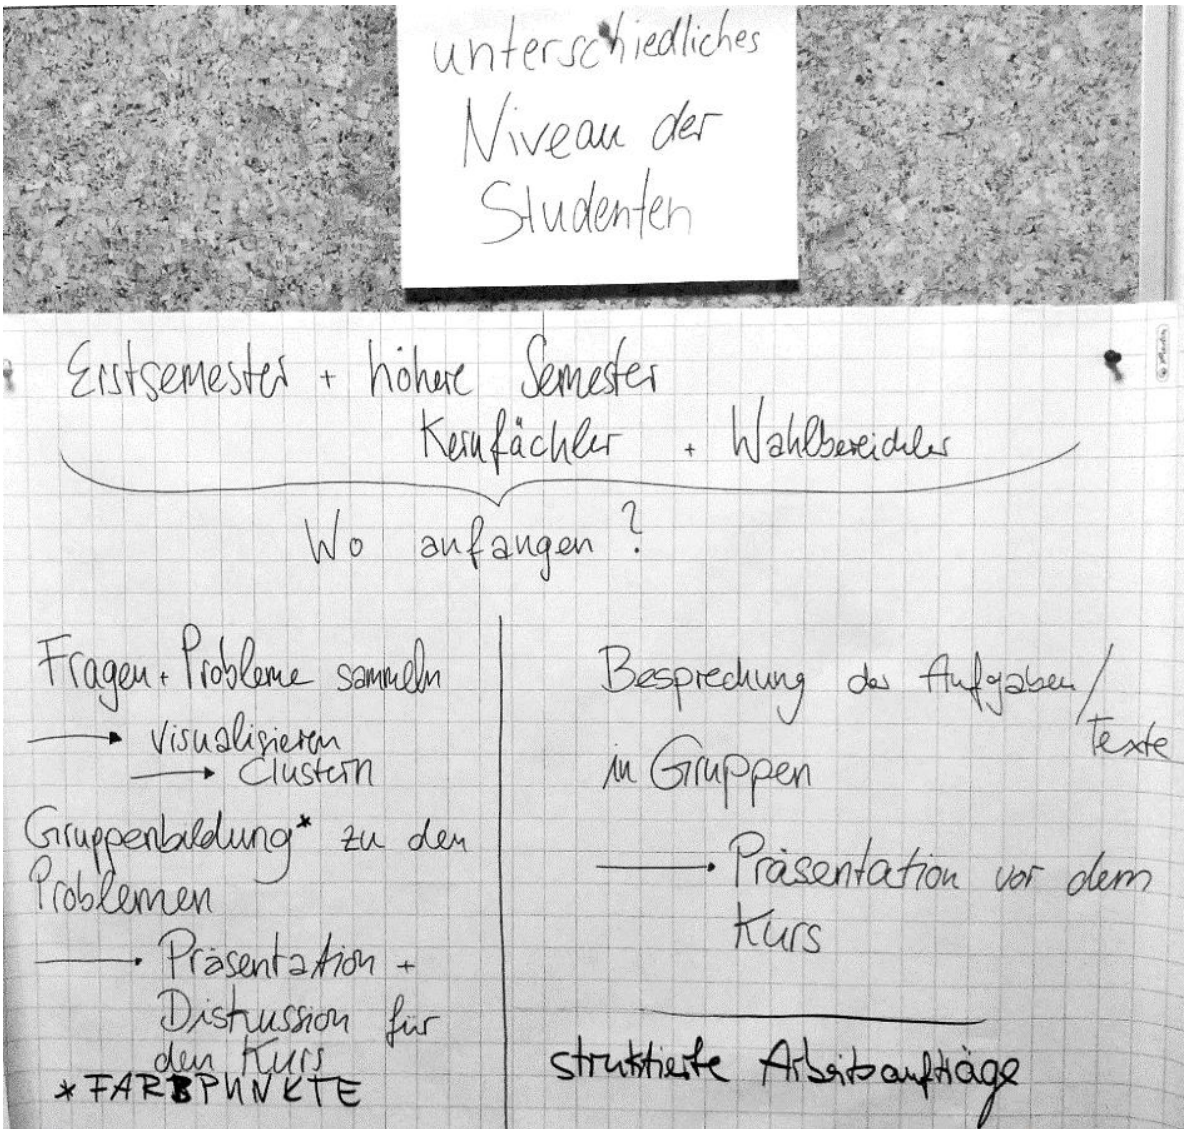 unterschiedliches
Niveau der
Studenten
Erstsemester + höhere Semester
Kernfächler + Wahlbereichler
Wo anfangen?
Fragen + Probleme sammeln
→ visualisieren
→ Clustern
Gruppenbildung* zu den
Problemen
→ Präsentation +
Diskussion für
den Kurs
* FARBPUNKTE
Besprechung der Aufgaben/
Texte
in Gruppen
→ Präsentation vor dem
Kurs
struktierte Arbeitsaufträge